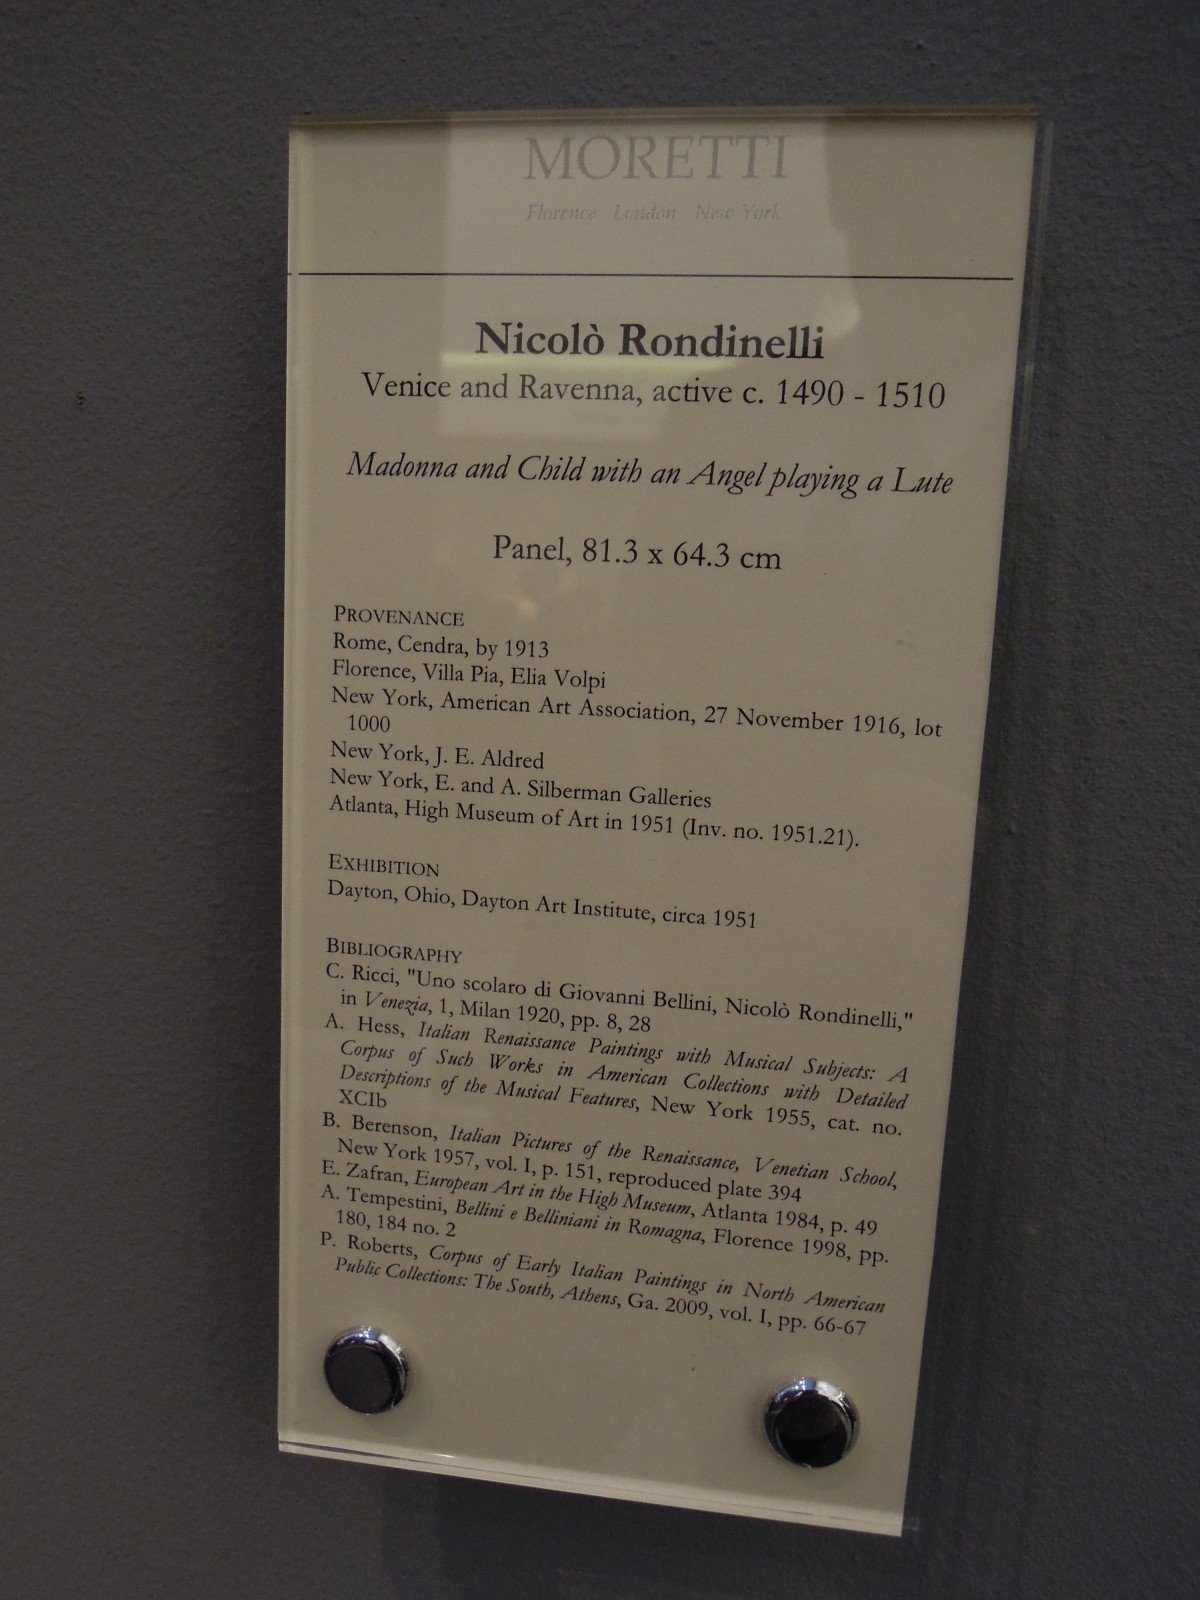 MORETTI
Florence London New York
Nicolò Rondinelli
Venice and Ravenna, active c. 1490 - 1510
Madonna and Child with an Angel playing a Lute
Panel, 81.3 x 64.3 cm
PROVENANCE
Rome, Cendra, by 1913
Florence, Villa Pia, Elia Volpi
New York, American Art Association, 27 November 1916, lot
1000
New York, J. E. Aldred
New York, E. and A. Silberman Galleries
Atlanta, High Museum of Art in 1951 (Inv. no. 1951.21).
EXHIBITION
Dayton, Ohio, Dayton Art Institute, circa 1951
BIBLIOGRAPHY
C. Ricci, "Uno scolaro di Giovanni Bellini, Nicolò Rondinelli,"
in Venezia, 1, Milan 1920, pp. 8, 28
A. Hess, Italian Renaissance Paintings with Musical Subjects: A
Corpus of Such Works in American Collections with Detailed
Descriptions of the Musical Features, New York 1955, cat. no.
XCIb
B. Berenson, Italian Pictures of the Renaissance, Venetian School,
New York 1957, vol. I, p. 151, reproduced plate 394
E. Zafran, European Art in the High Museum, Atlanta 1984, p. 49
A. Tempestini, Bellini e Belliniani in Romagna, Florence 1998, pp.
180, 184 no. 2
P. Roberts, Corpus of Early Italian Paintings in North American
Public Collections: The South, Athens, Ga. 2009, vol. I, pp. 66-67